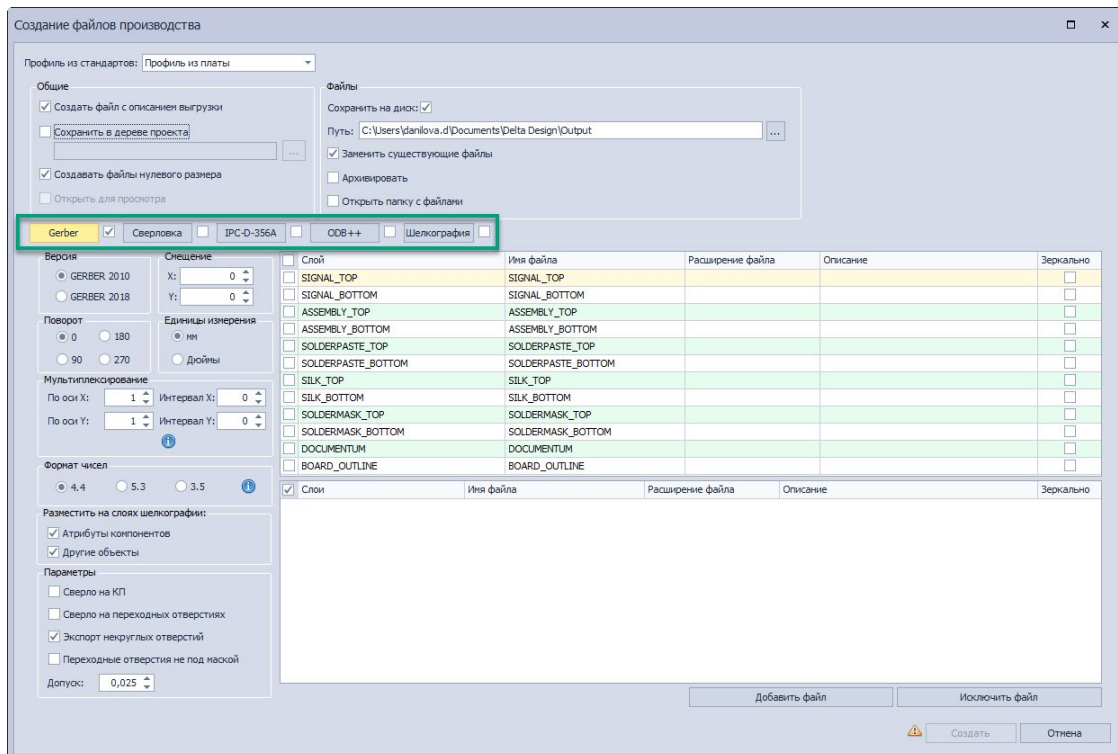 Создание файлов производства
Профиль из стандартов: Профиль из платы
Общие
Создать файл с описанием выгрузки
Сохранить в дереве проекта
...
Создавать файлы нулевого размера
Открыть для просмотра
Файлы
Сохранить на диск:
Путь: C:\Users\danilova.d\Documents\Delta Design\Output ...
Заменить существующие файлы
Архивировать
Открыть папку с файлами
Gerber Сверловка IPC-D-356A ODB++ Шелкография
Версия
GERBER 2010
GERBER 2018
Смещение
X: 0
Y: 0
Поворот
0 180
90 270
Единицы измерения
мм
Дюймы
Мультиплексирование
По оси X: 1 Интервал X: 0
По оси Y: 1 Интервал Y: 0
Формат чисел
4.4 5.3 3.5
Разместить на слоях шелкографии:
Атрибуты компонентов
Другие объекты
Параметры
Сверло на КП
Сверло на переходных отверстиях
Экспорт некруглых отверстий
Переходные отверстия не под маской
Допуск: 0,025
Слой Имя файла Расширение файла Описание Зеркально
SIGNAL_TOP SIGNAL_TOP
SIGNAL_BOTTOM SIGNAL_BOTTOM
ASSEMBLY_TOP ASSEMBLY_TOP
ASSEMBLY_BOTTOM ASSEMBLY_BOTTOM
SOLDERPASTE_TOP SOLDERPASTE_TOP
SOLDERPASTE_BOTTOM SOLDERPASTE_BOTTOM
SILK_TOP SILK_TOP
SILK_BOTTOM SILK_BOTTOM
SOLDERMASK_TOP SOLDERMASK_TOP
SOLDERMASK_BOTTOM SOLDERMASK_BOTTOM
DOCUMENTUM DOCUMENTUM
BOARD_OUTLINE BOARD_OUTLINE
Слои Имя файла Расширение файла Описание Зеркально
Добавить файл Исключить файл
Создать Отмена